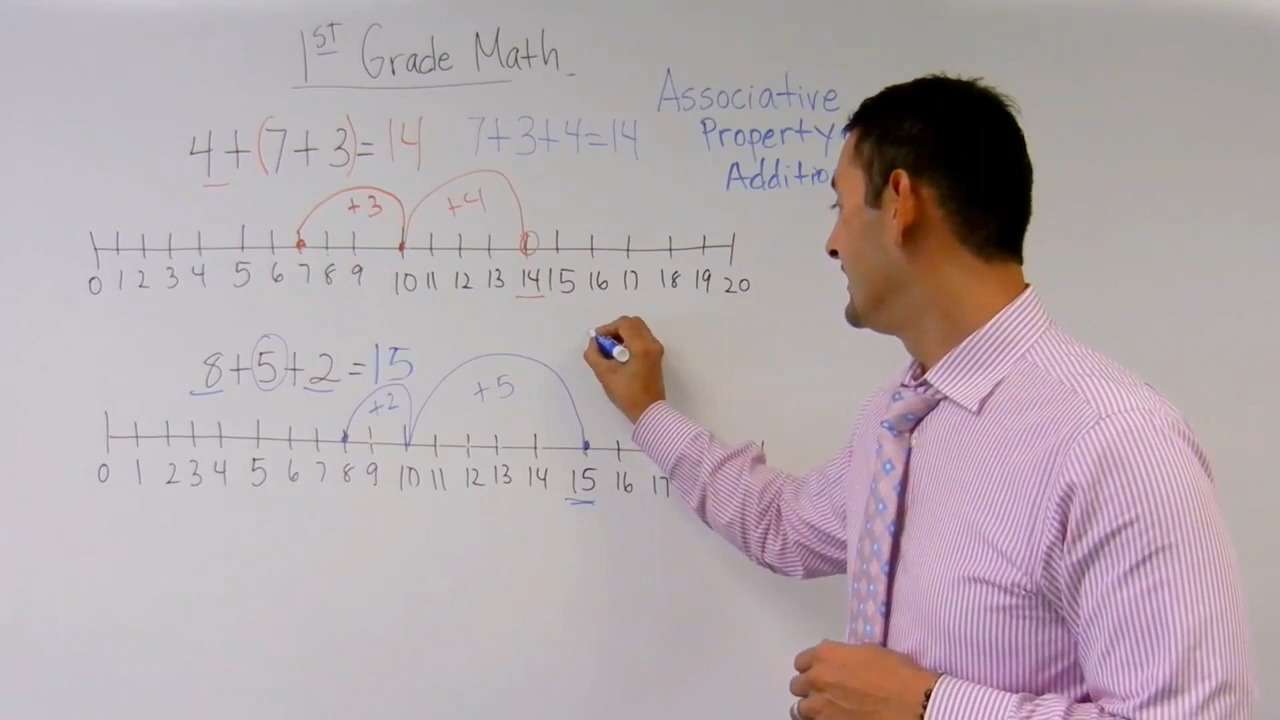 1ST Grade Math
4+(7+3)=14 7+3+4=14
Associative
Property
Additio
+3 +4
0 1 2 3 4 5 6 7 8 9 10 11 12 13 14 15 16 17 18 19 20
8+5+2=15
+2 +5
0 1 2 3 4 5 6 7 8 9 10 11 12 13 14 15 16 17